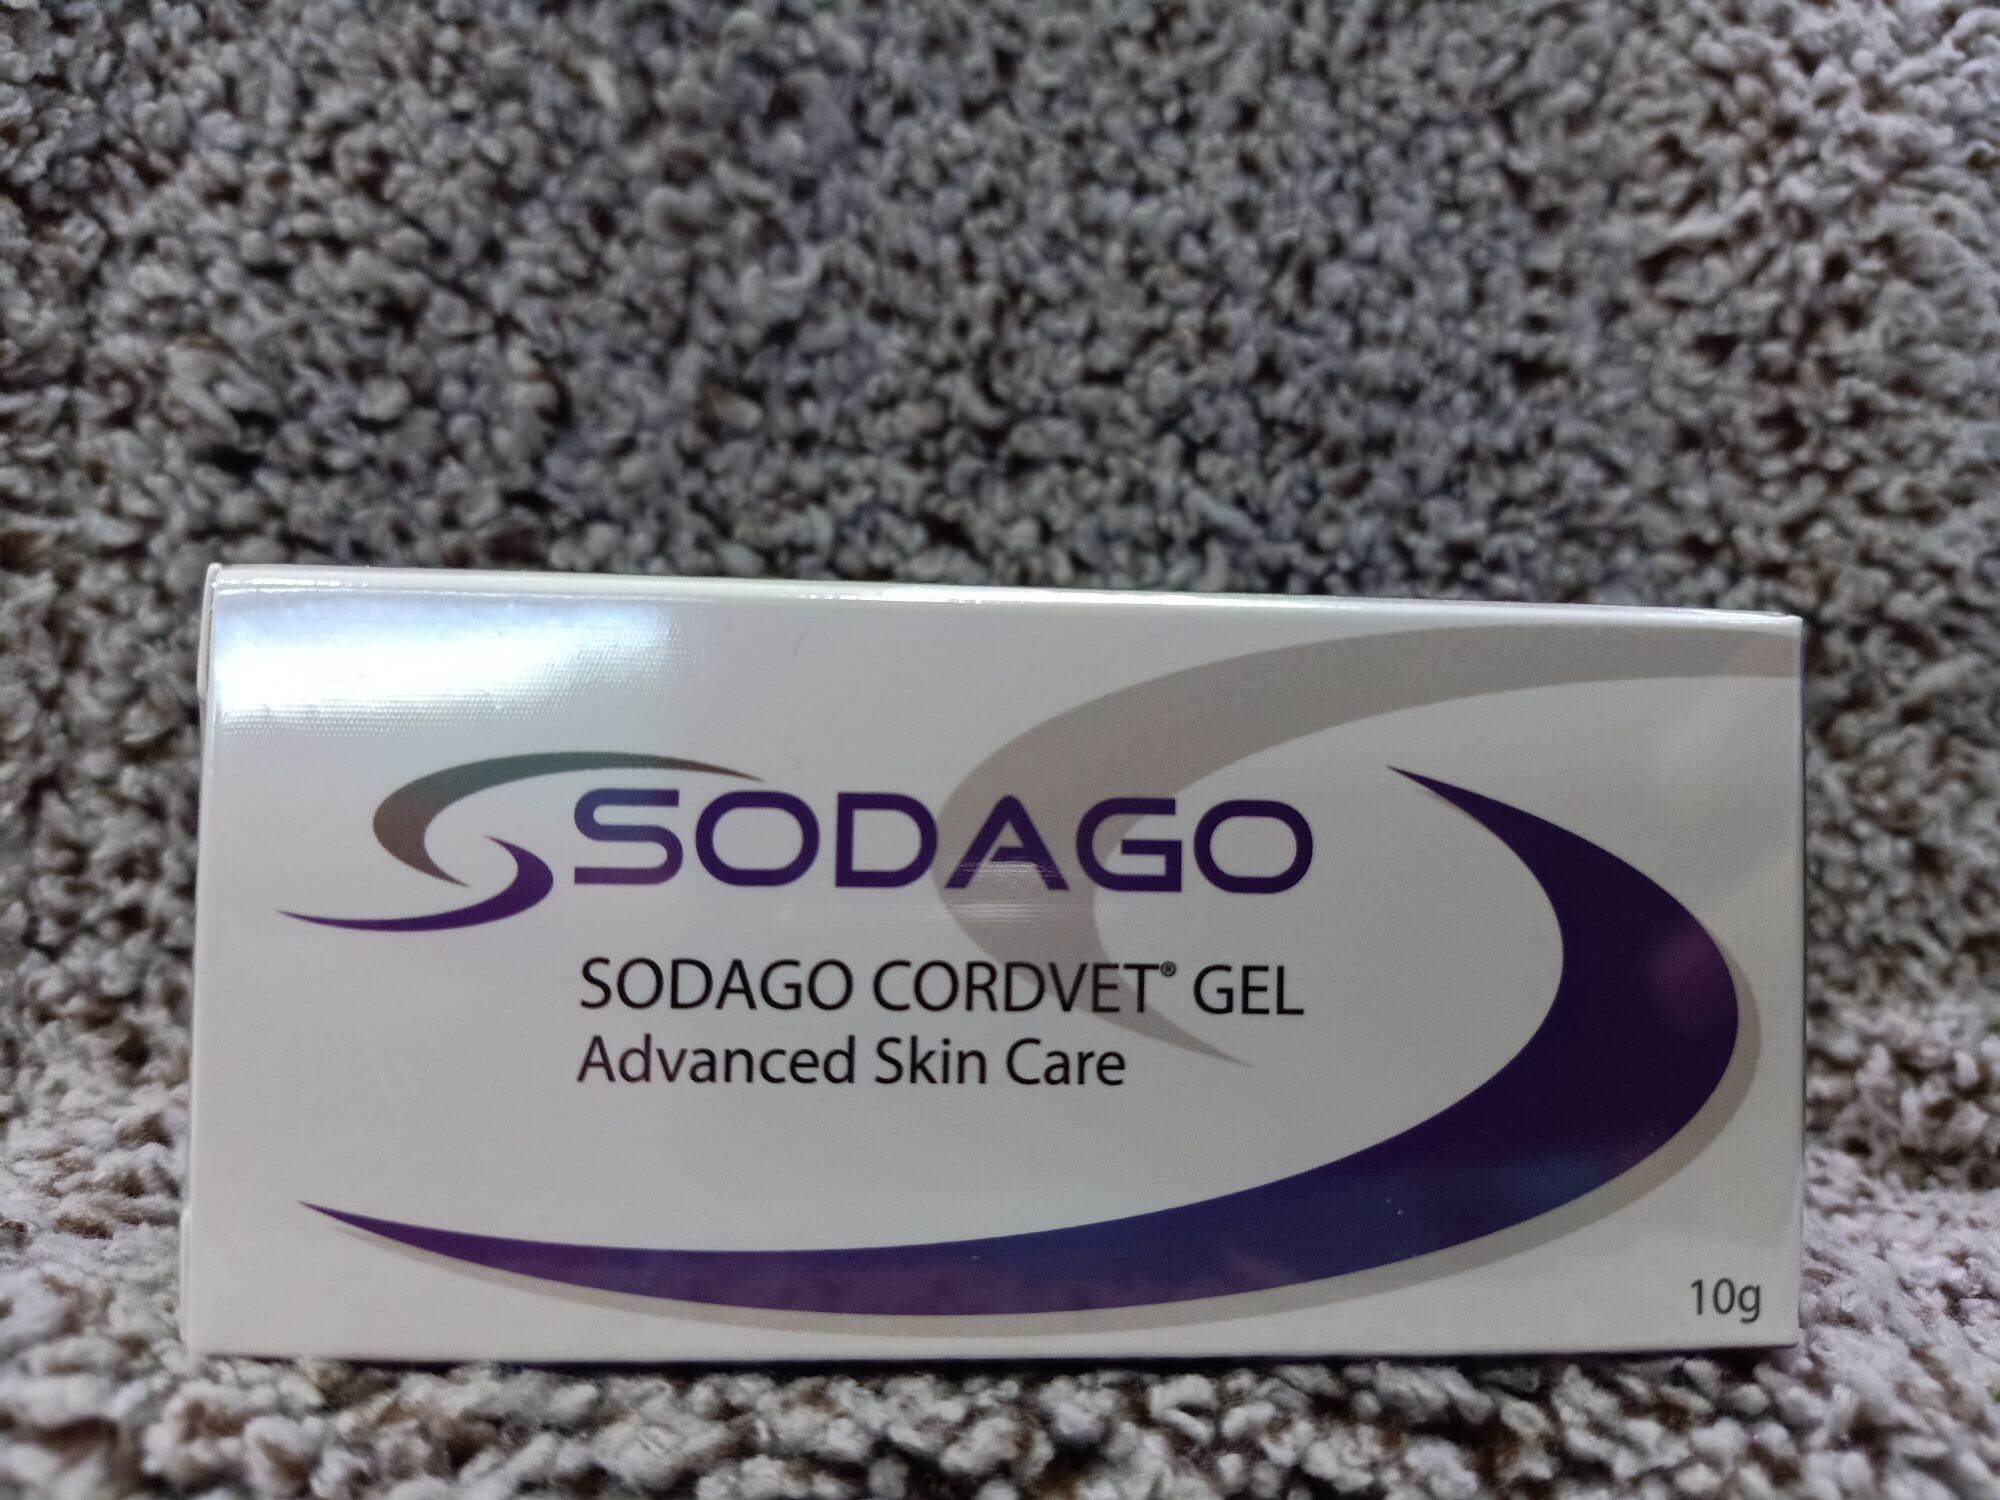 SODAGO
SODAGO CORDVET® GEL
Advanced Skin Care
10g